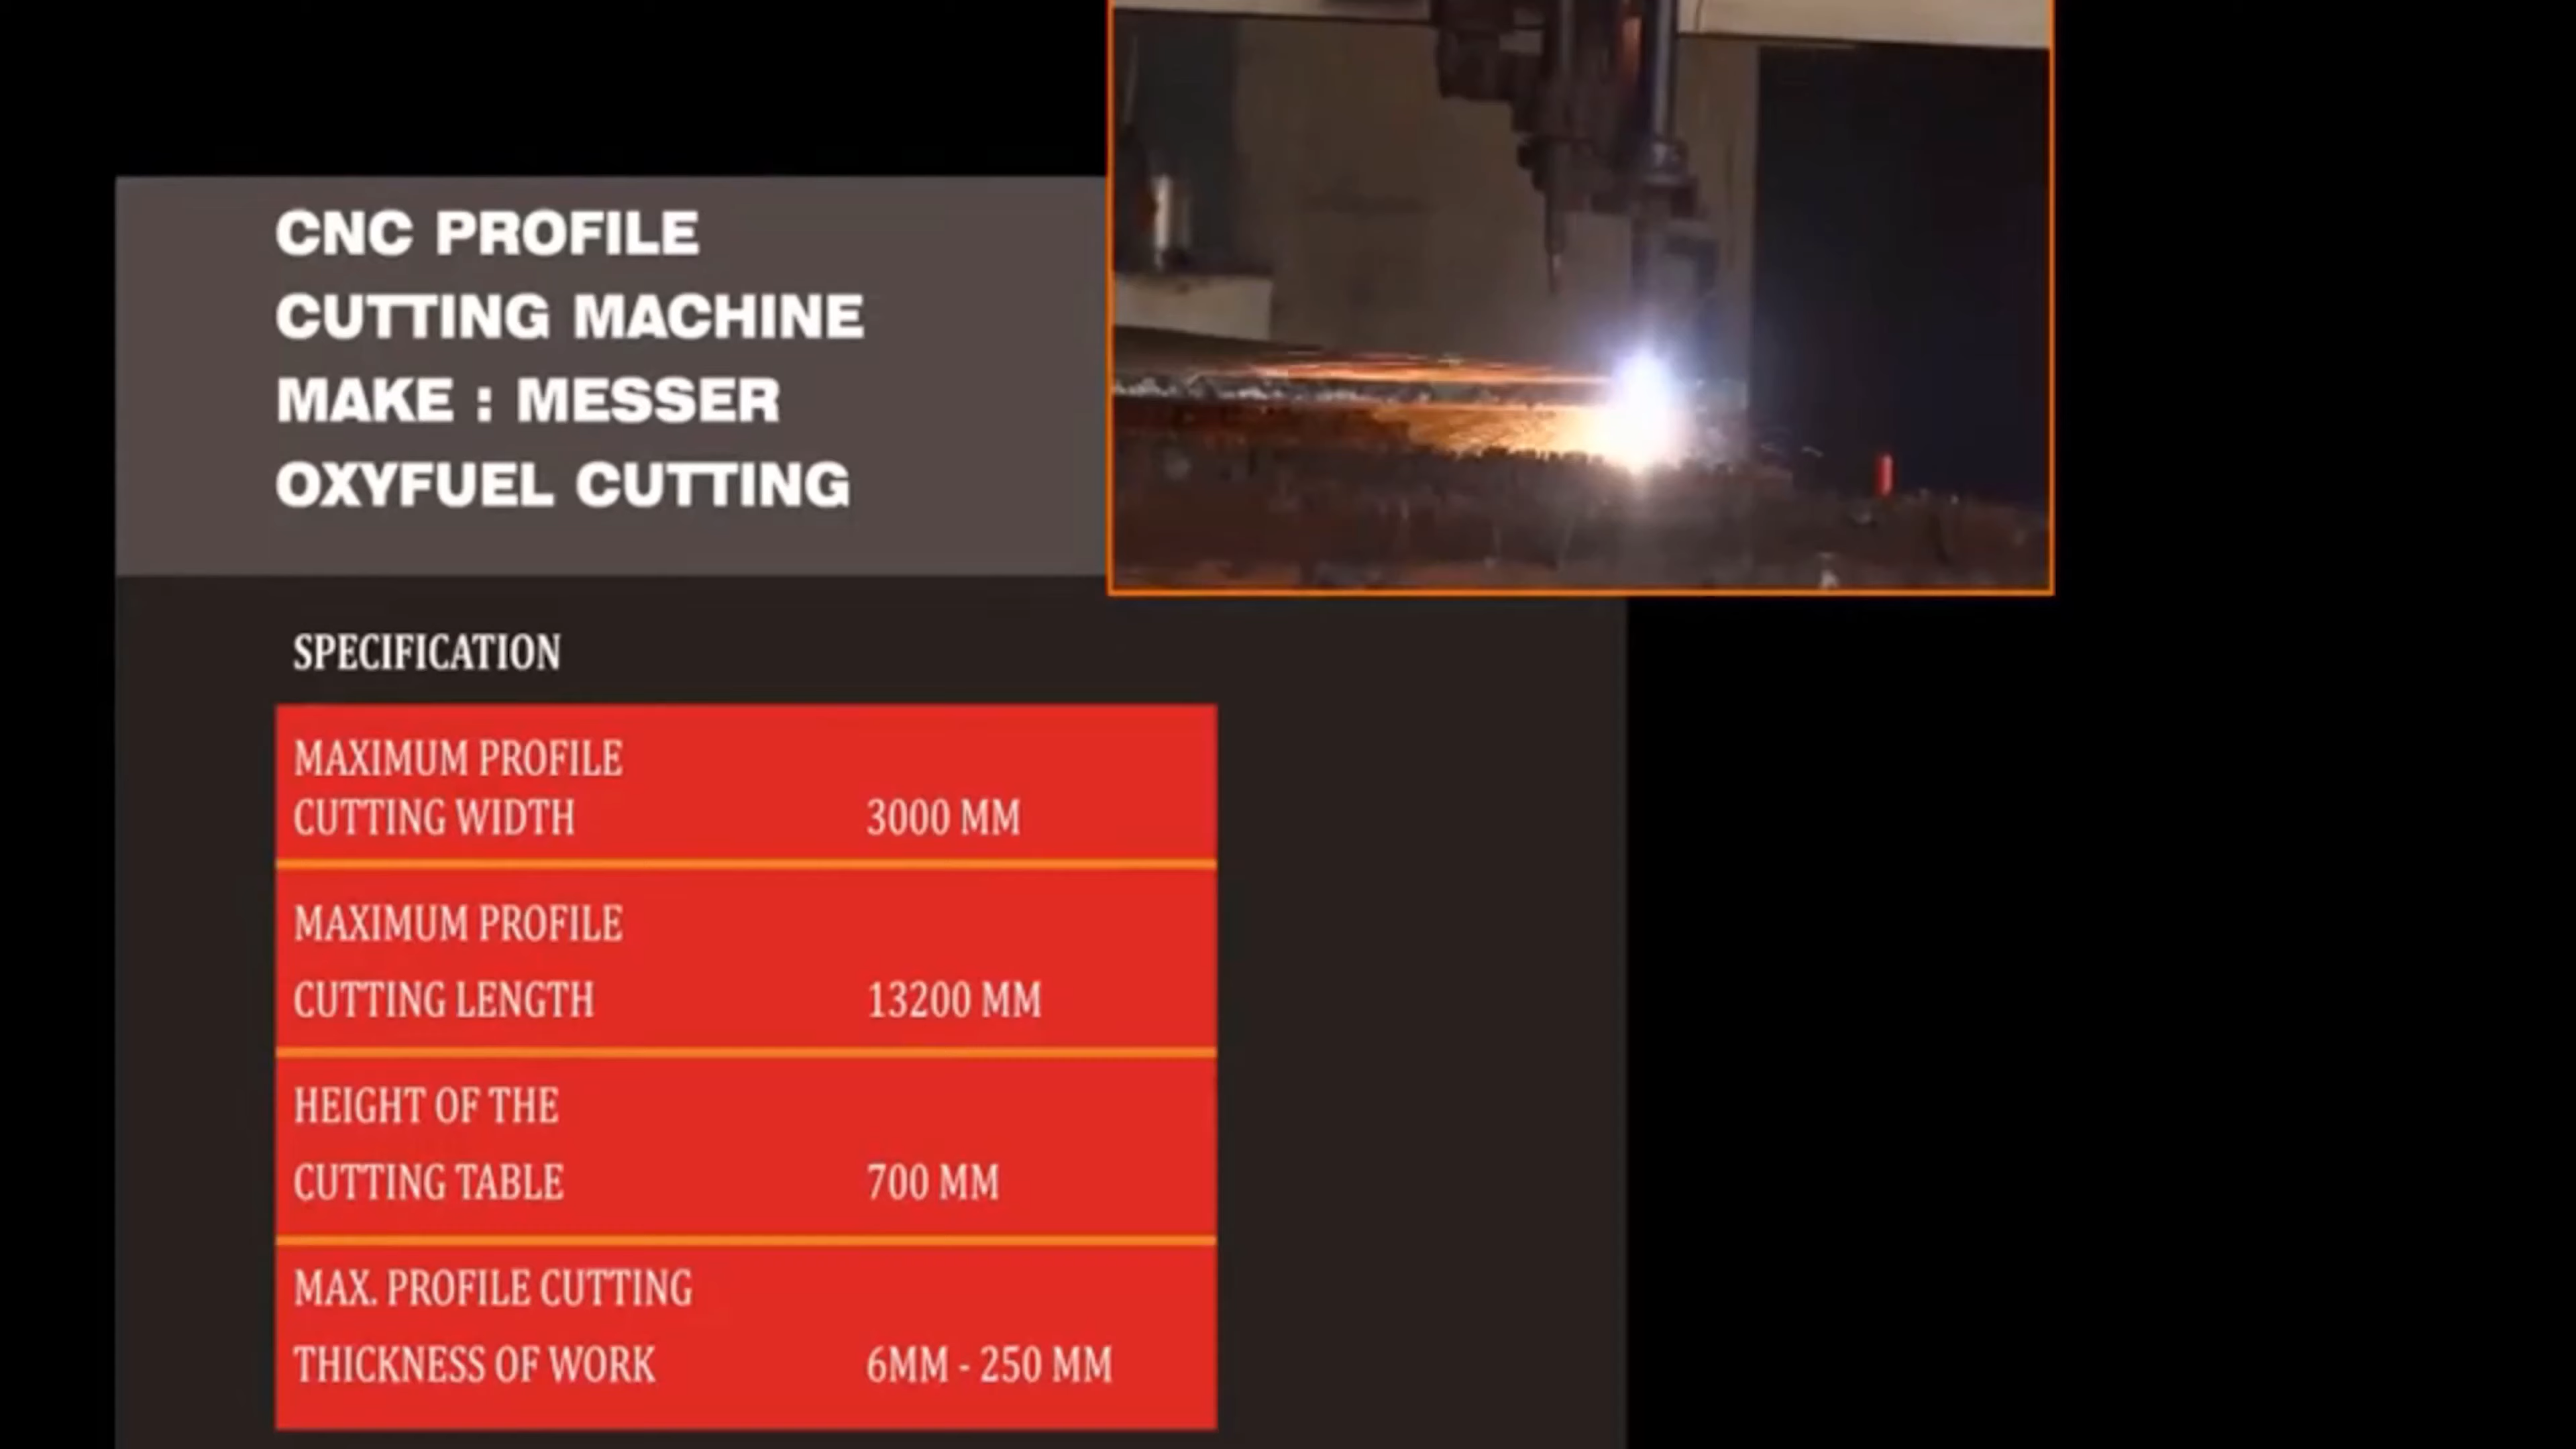 CNC PROFILE
CUTTING MACHINE
MAKE : MESSER
OXYFUEL CUTTING
SPECIFICATION
MAXIMUM PROFILE
CUTTING WIDTH 3000 MM
MAXIMUM PROFILE
CUTTING LENGTH 13200 MM
HEIGHT OF THE
CUTTING TABLE 700 MM
MAX. PROFILE CUTTING
THICKNESS OF WORK 6MM - 250 MM